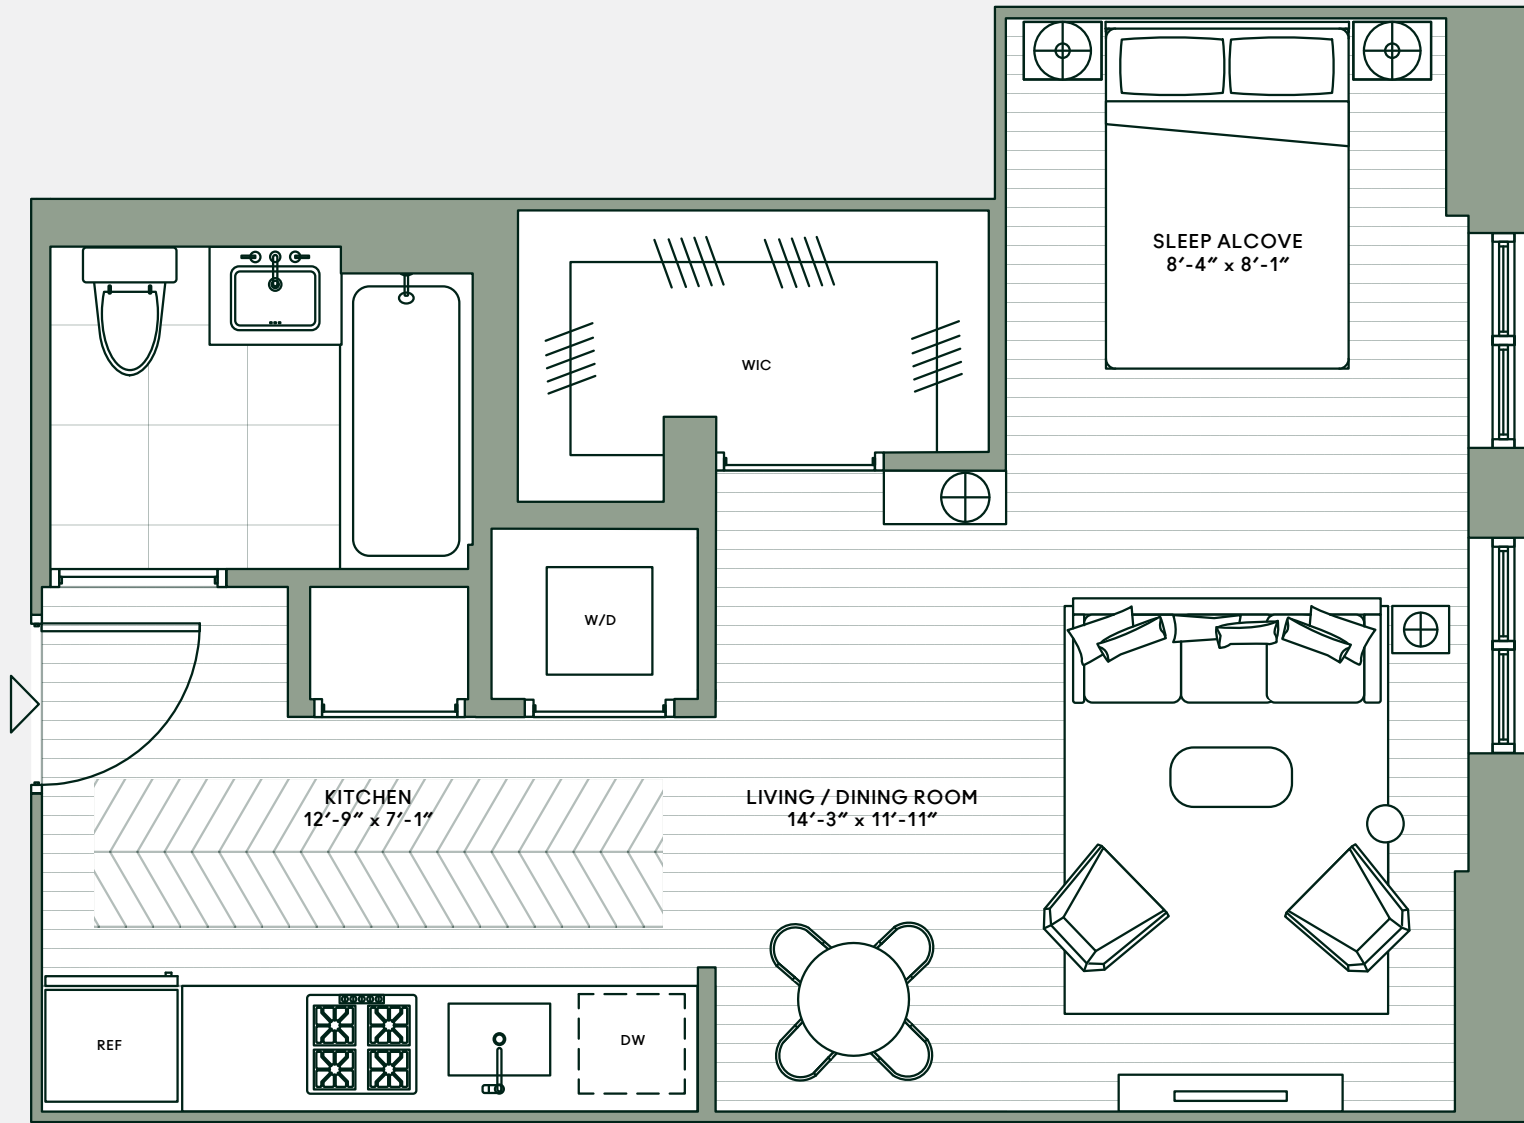 SLEEP ALCOVE
8′-4″ x 8′-1″
WIC
W/D
KITCHEN
12′-9″ x 7′-1″
LIVING / DINING ROOM
14′-3″ x 11′-11″
REF
DW